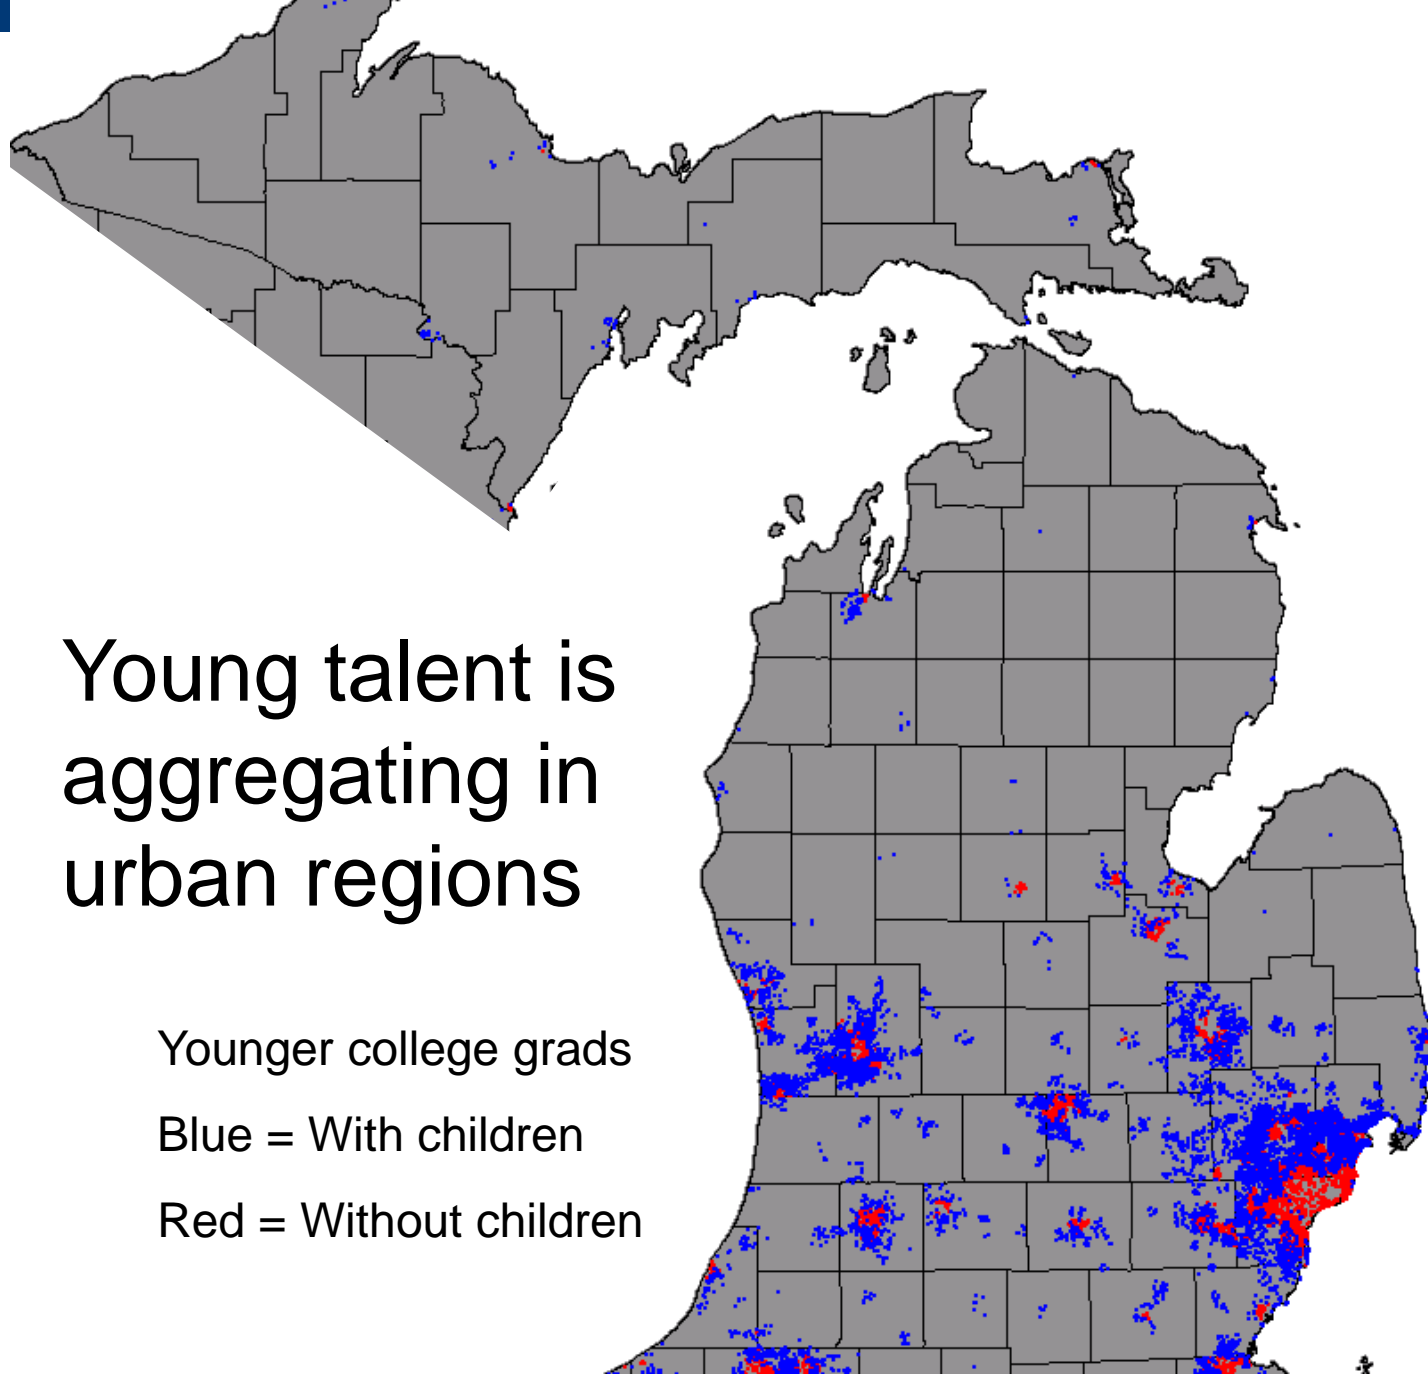 Young talent is
aggregating in
urban regions
Younger college grads
Blue = With children
Red = Without children